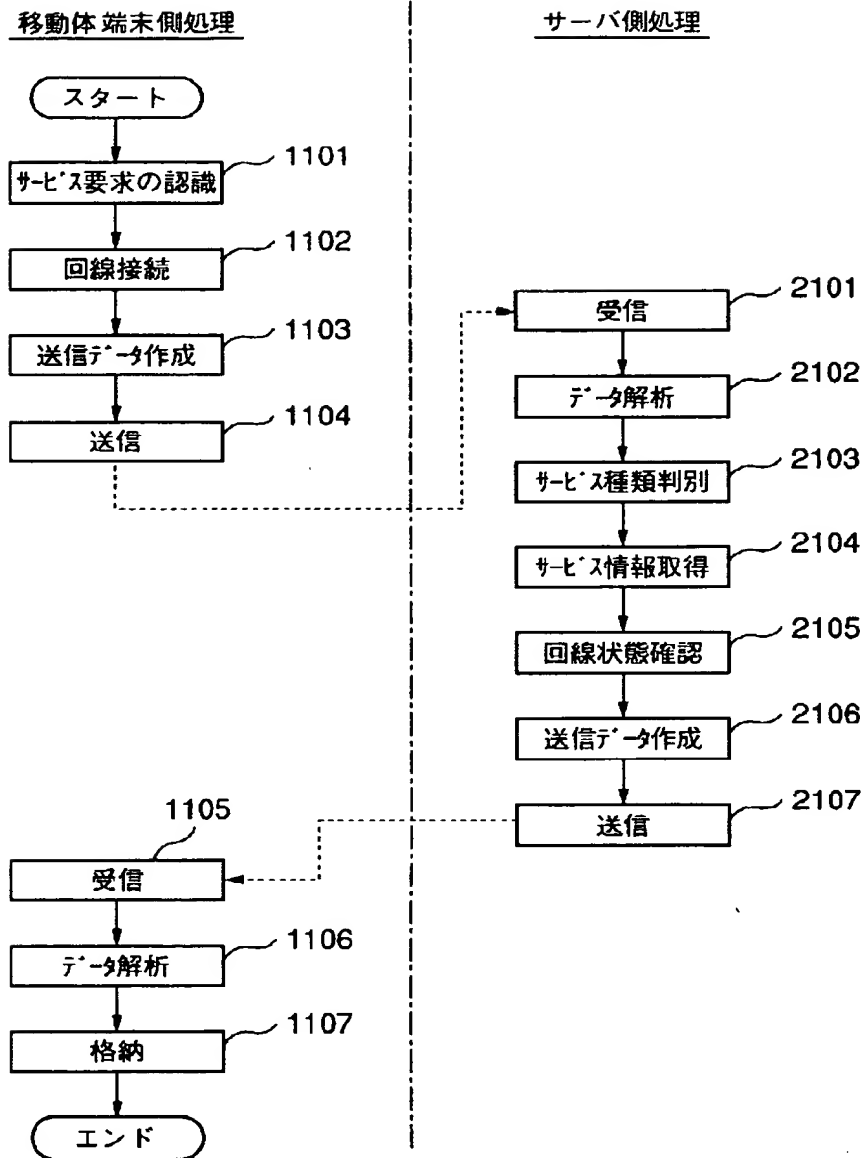 移動体端末側処理
スタート
1101
サービス要求の認識
1102
回線接続
1103
送信データ作成
1104
送信
1105
受信
1106
データ解析
1107
格納
エンド
サーバ側処理
2101
受信
2102
データ解析
2103
サービス種類判別
2104
サービス情報取得
2105
回線状態確認
2106
送信データ作成
2107
送信